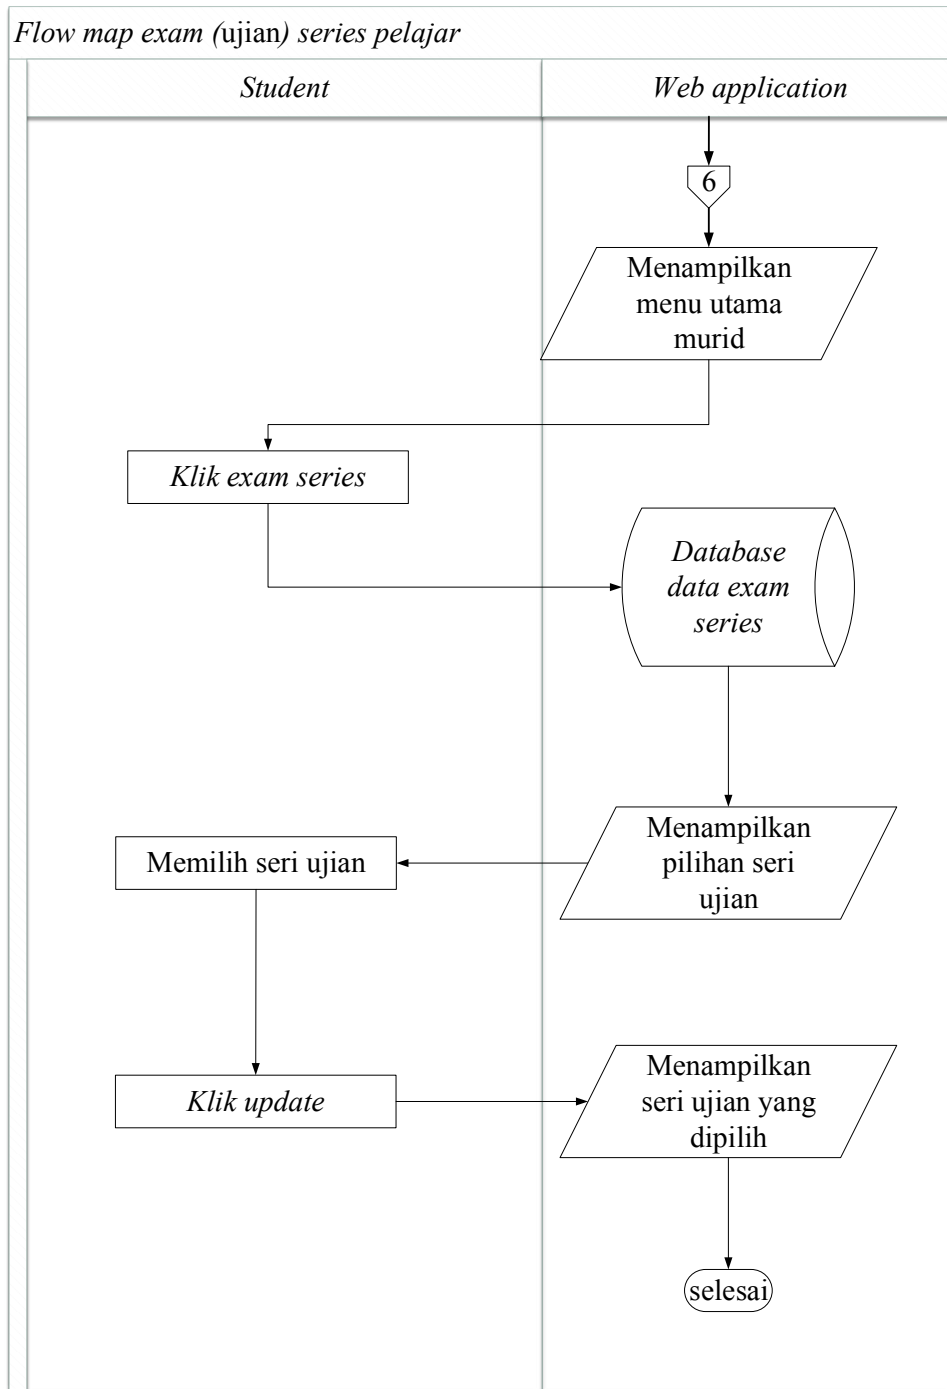 Flow map exam (ujian) series pelajar
Student
Web application
6
Menampilkan
menu utama
murid
Klik exam series
Database
data exam
series
Menampilkan
pilihan seri
ujian
Memilih seri ujian
Klik update
Menampilkan
seri ujian yang
dipilih
selesai